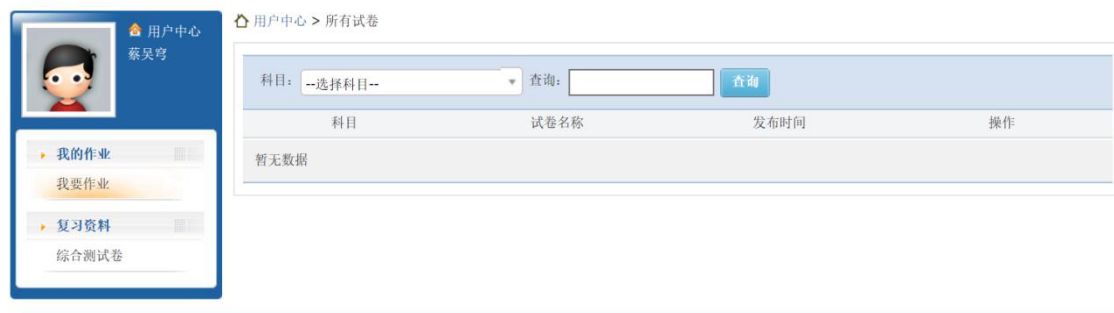 用户中心
蔡昊穹
我的作业
我要作业
复习资料
综合测试卷
用户中心 > 所有试卷
科目： --选择科目-- 查询： 查询
科目 试卷名称 发布时间 操作
暂无数据